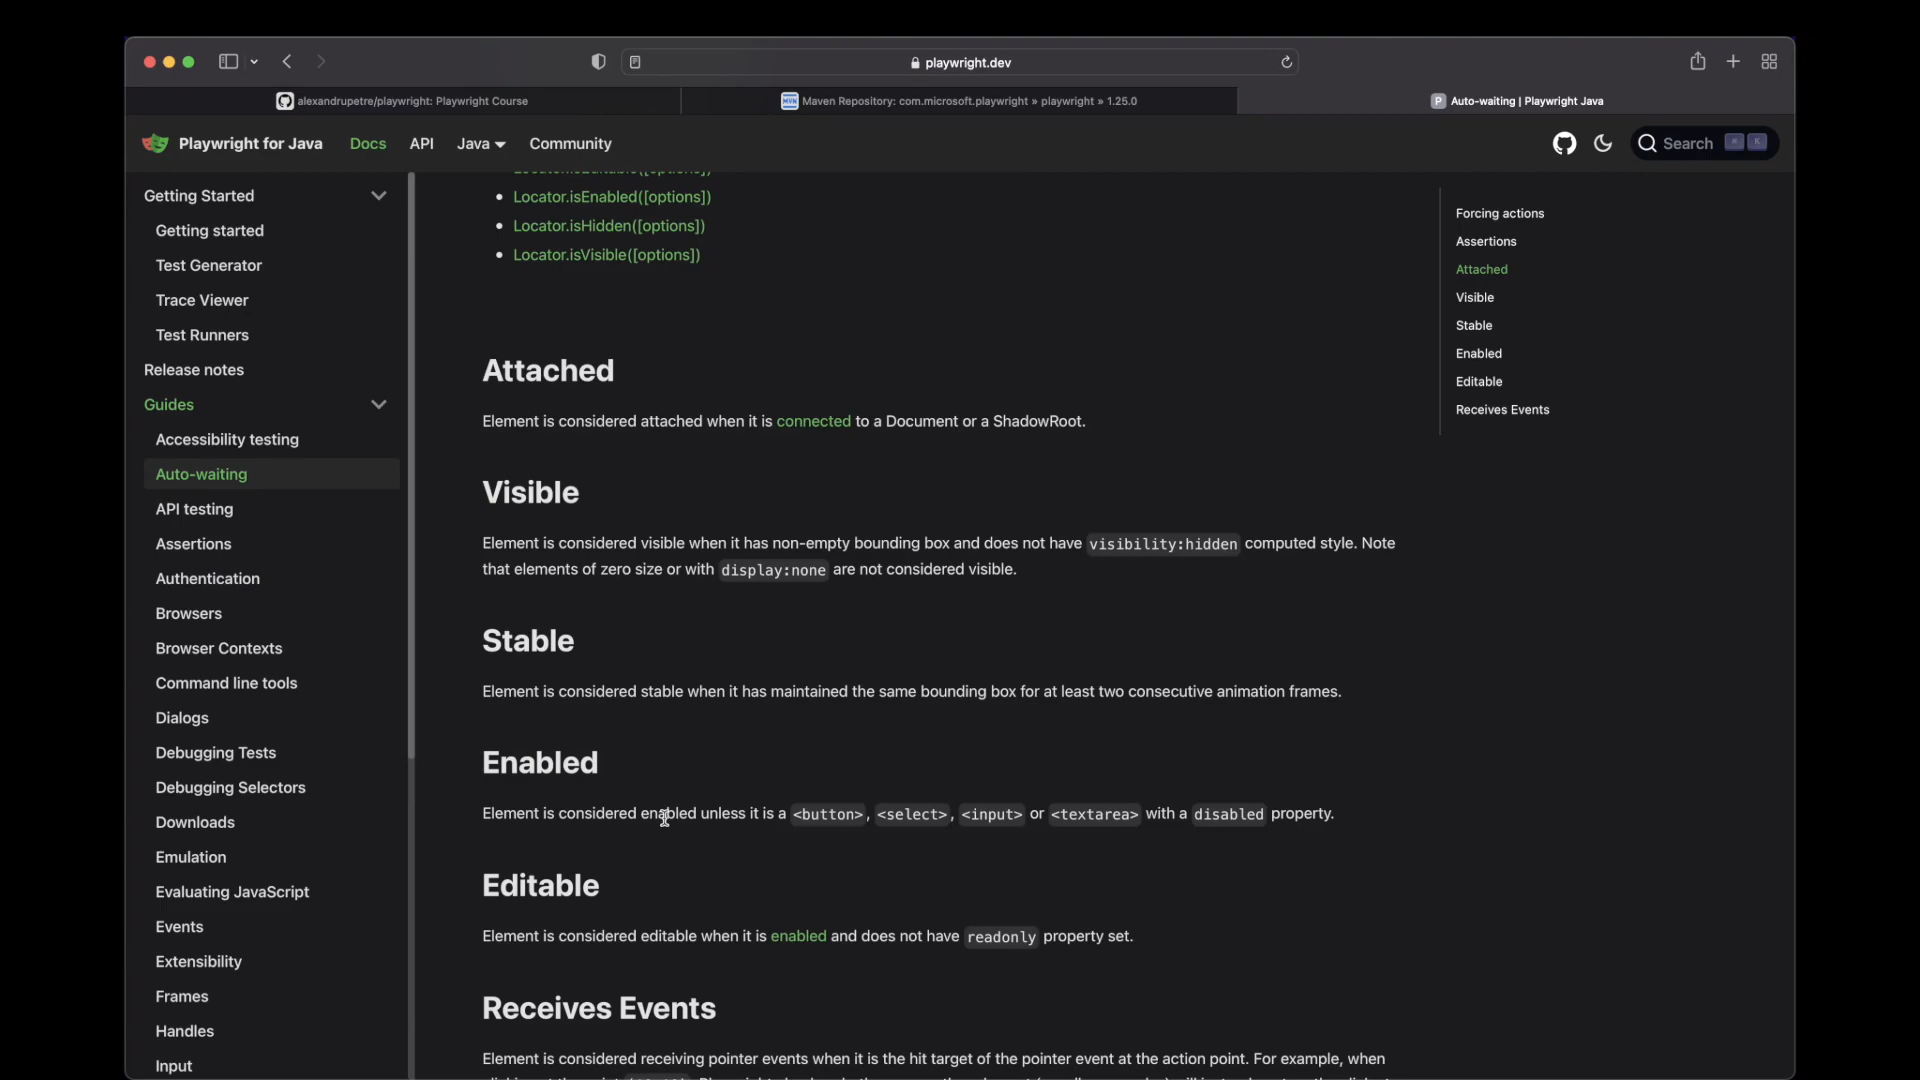 playwright.dev
alexandrupetre/playwright: Playwright Course
MVN Maven Repository: com.microsoft.playwright » playwright » 1.25.0
P Auto-waiting | Playwright Java
Playwright for Java Docs API Java Community
Search K
Getting Started
Getting started
Test Generator
Trace Viewer
Test Runners
Release notes
Guides
Accessibility testing
Auto-waiting
API testing
Assertions
Authentication
Browsers
Browser Contexts
Command line tools
Dialogs
Debugging Tests
Debugging Selectors
Downloads
Emulation
Evaluating JavaScript
Events
Extensibility
Frames
Handles
Input
Locator.isEnabled([options])
Locator.isHidden([options])
Locator.isVisible([options])
Attached
Element is considered attached when it is connected to a Document or a ShadowRoot.
Visible
Element is considered visible when it has non-empty bounding box and does not have visibility:hidden computed style. Note
that elements of zero size or with display:none are not considered visible.
Stable
Element is considered stable when it has maintained the same bounding box for at least two consecutive animation frames.
Enabled
Element is considered enabled unless it is a <button>, <select>, <input> or <textarea> with a disabled property.
Editable
Element is considered editable when it is enabled and does not have readonly property set.
Receives Events
Element is considered receiving pointer events when it is the hit target of the pointer event at the action point. For example, when
Forcing actions
Assertions
Attached
Visible
Stable
Enabled
Editable
Receives Events